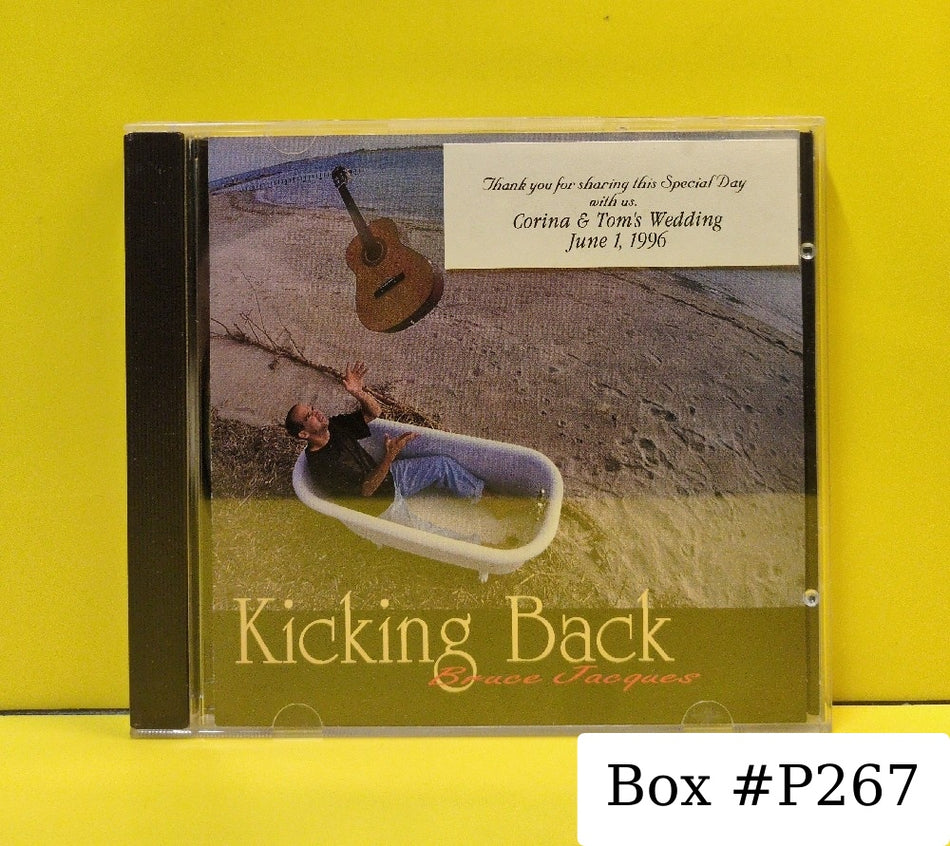 Thank you for sharing this Special Day
with us.
Corina & Tom's Wedding
June 1, 1996
Kicking Back
Bruce Jacques
Box #P267